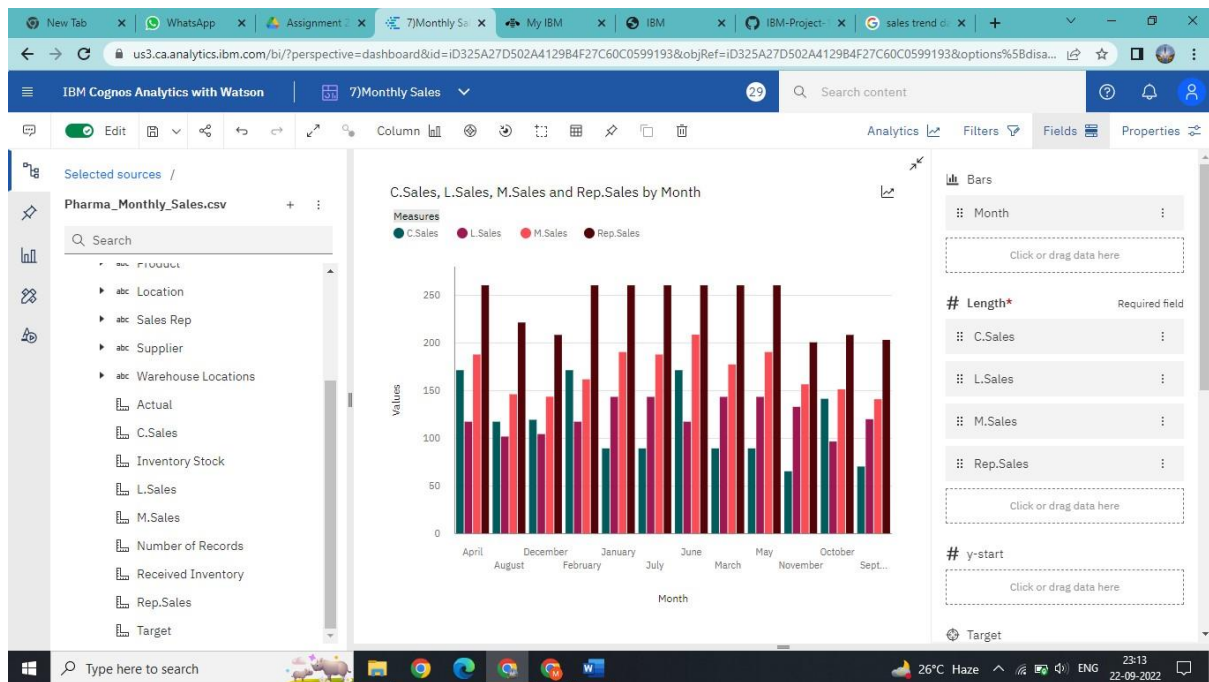 New Tab
WhatsApp
Assignment 2
7)Monthly Sa
My IBM
IBM
IBM-Project-
sales trend d
us3.ca.analytics.ibm.com/bi/?perspective=dashboard&id=iD325A27D502A4129B4F27C60C0599193&objRef=iD325A27D502A4129B4F27C60C0599193&options%5Bdisa...
IBM Cognos Analytics with Watson
7)Monthly Sales
29
Search content
Edit
Column
Analytics
Filters
Fields
Properties
Selected sources /
Pharma_Monthly_Sales.csv
Search
abc Product
abc Location
abc Sales Rep
abc Supplier
abc Warehouse Locations
Actual
C.Sales
Inventory Stock
L.Sales
M.Sales
Number of Records
Received Inventory
Rep.Sales
Target
C.Sales, L.Sales, M.Sales and Rep.Sales by Month
Measures
C.Sales L.Sales M.Sales Rep.Sales
250
200
150
100
50
0
Values
April December January June May October
August February July March November Sept...
Month
Bars
Month
Click or drag data here
# Length* Required field
C.Sales
L.Sales
M.Sales
Rep.Sales
Click or drag data here
# y-start
Click or drag data here
Target
Type here to search
26°C Haze
ENG
23:13
22-09-2022